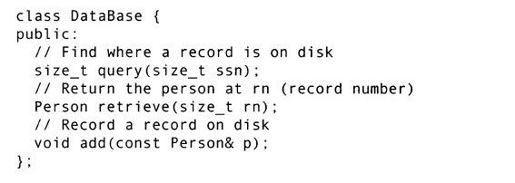 class DataBase {
public:
  // Find where a record is on disk
  size_t query(size_t ssn);
  // Return the person at rn (record number)
  Person retrieve(size_t rn);
  // Record a record on disk
  void add(const Person& p);
};